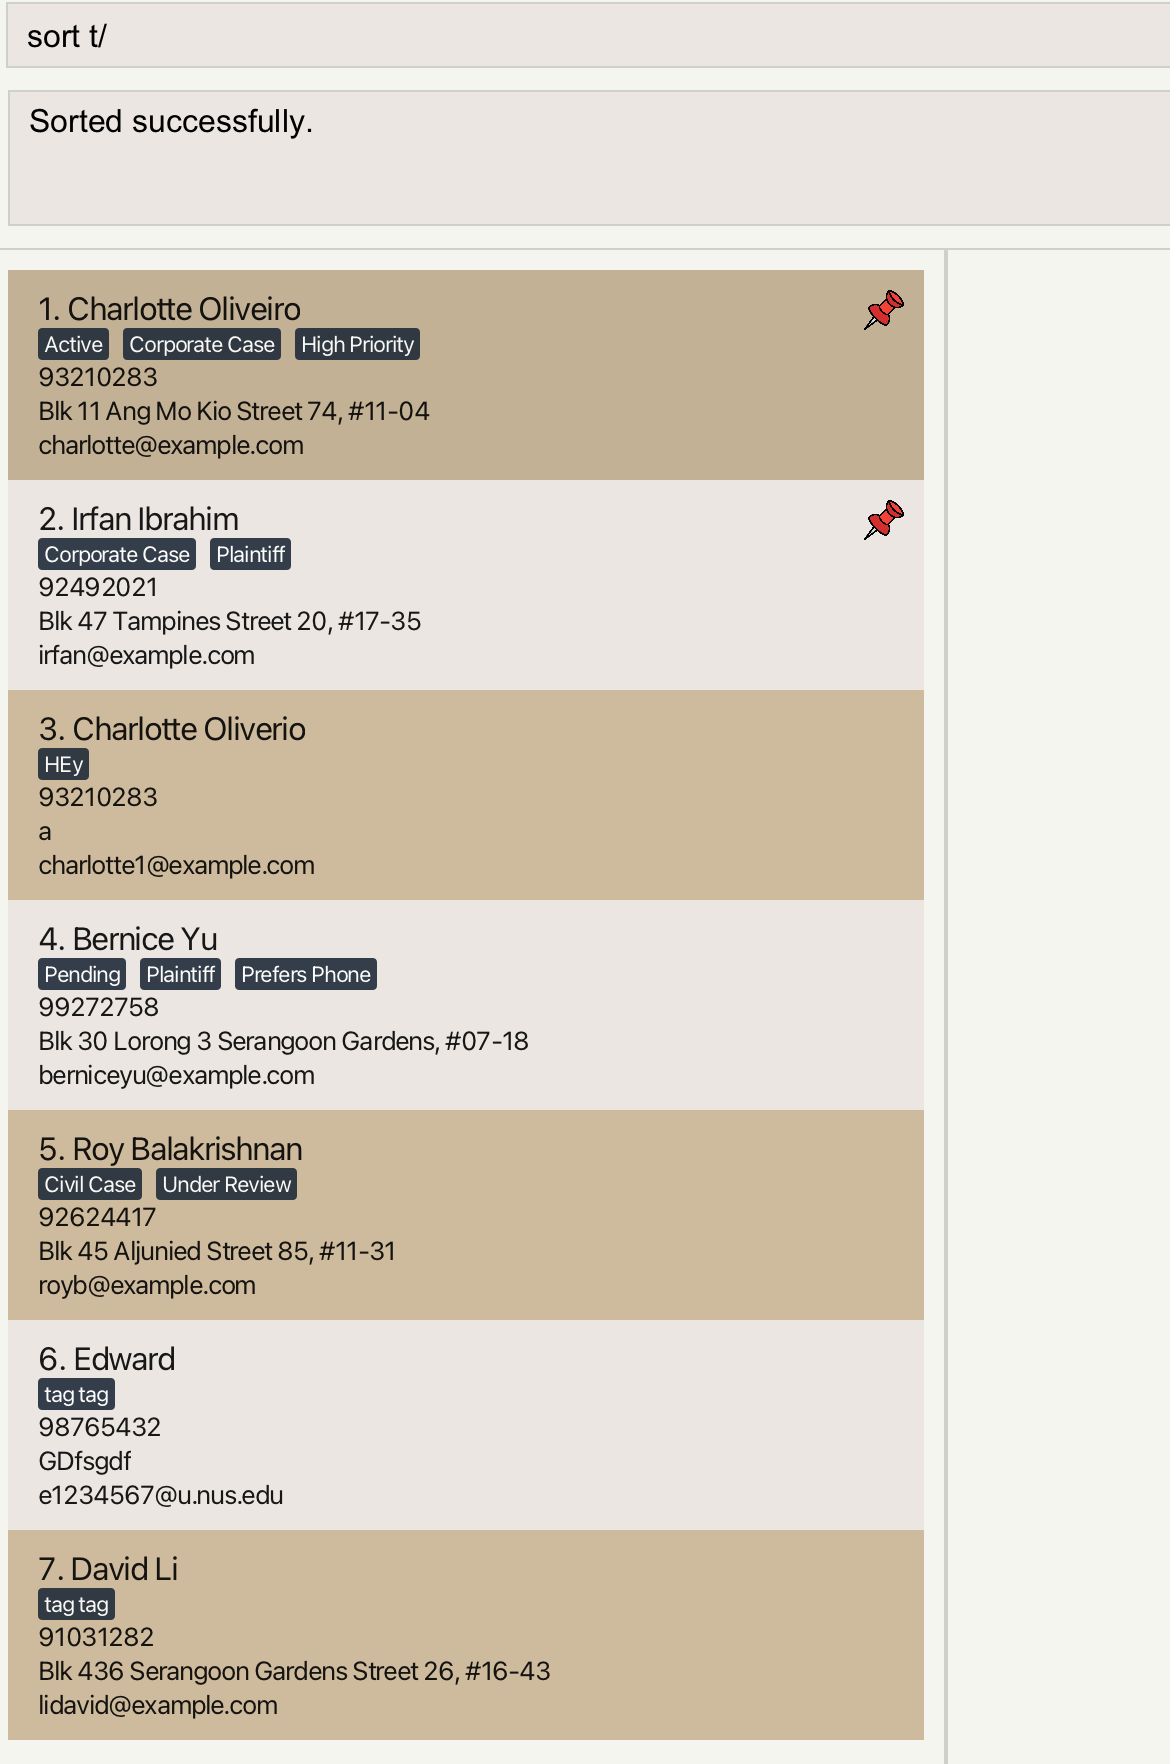 sort t/
Sorted successfully.
1. Charlotte Oliveiro
Active Corporate Case High Priority
93210283
Blk 11 Ang Mo Kio Street 74, #11-04
charlotte@example.com
2. Irfan Ibrahim
Corporate Case Plaintiff
92492021
Blk 47 Tampines Street 20, #17-35
irfan@example.com
3. Charlotte Oliverio
HEy
93210283
a
charlotte1@example.com
4. Bernice Yu
Pending Plaintiff Prefers Phone
99272758
Blk 30 Lorong 3 Serangoon Gardens, #07-18
berniceyu@example.com
5. Roy Balakrishnan
Civil Case Under Review
92624417
Blk 45 Aljunied Street 85, #11-31
royb@example.com
6. Edward
tag tag
98765432
GDfsgdf
e1234567@u.nus.edu
7. David Li
tag tag
91031282
Blk 436 Serangoon Gardens Street 26, #16-43
lidavid@example.com